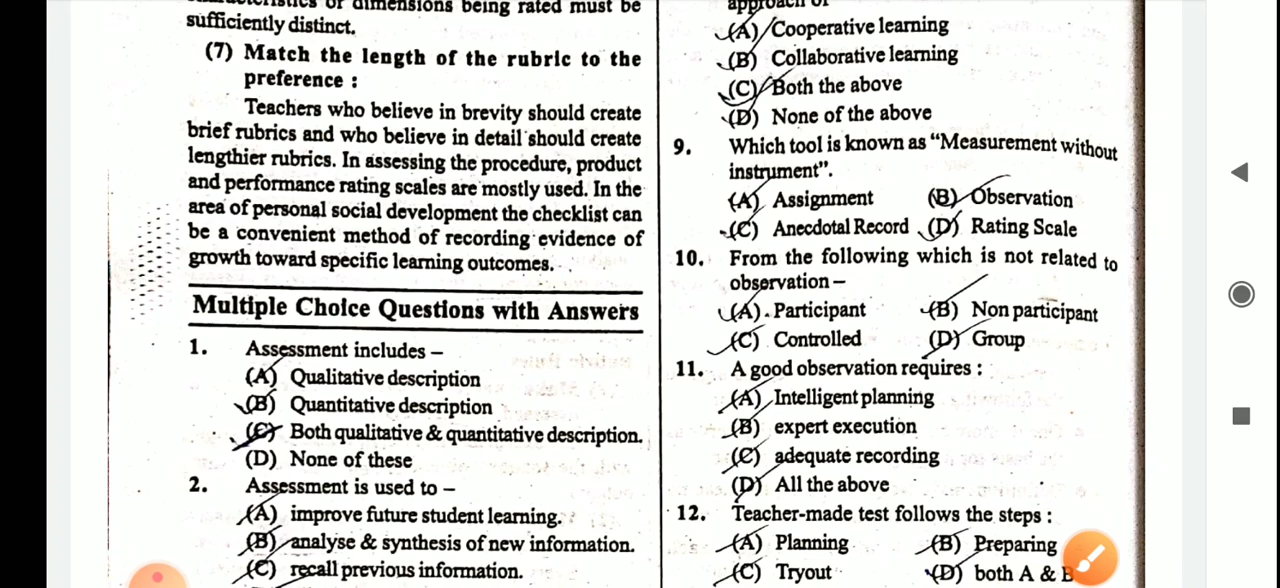 or dimensions being rated must be
sufficiently distinct.
(7) Match the length of the rubric to the
preference :
Teachers who believe in brevity should create
brief rubrics and who believe in detail should create
lengthier rubrics. In assessing the procedure, product
and performance rating scales are mostly used. In the
area of personal social development the checklist can
be a convenient method of recording evidence of
growth toward specific learning outcomes.
Multiple Choice Questions with Answers
1. Assessment includes –
(A) Qualitative description
(B) Quantitative description
(C) Both qualitative & quantitative description.
(D) None of these
2. Assessment is used to –
(A) improve future student learning.
(B) analyse & synthesis of new information.
(C) recall previous information.
approach of
(A) Cooperative learning
(B) Collaborative learning
(C) Both the above
(D) None of the above
9. Which tool is known as “Measurement without
instrument”.
(A) Assignment (B) Observation
(C) Anecdotal Record (D) Rating Scale
10. From the following which is not related to
observation –
(A) Participant (B) Non participant
(C) Controlled (D) Group
11. A good observation requires :
(A) Intelligent planning
(B) expert execution
(C) adequate recording
(D) All the above
12. Teacher-made test follows the steps :
(A) Planning (B) Preparing
(C) Tryout (D) both A & B